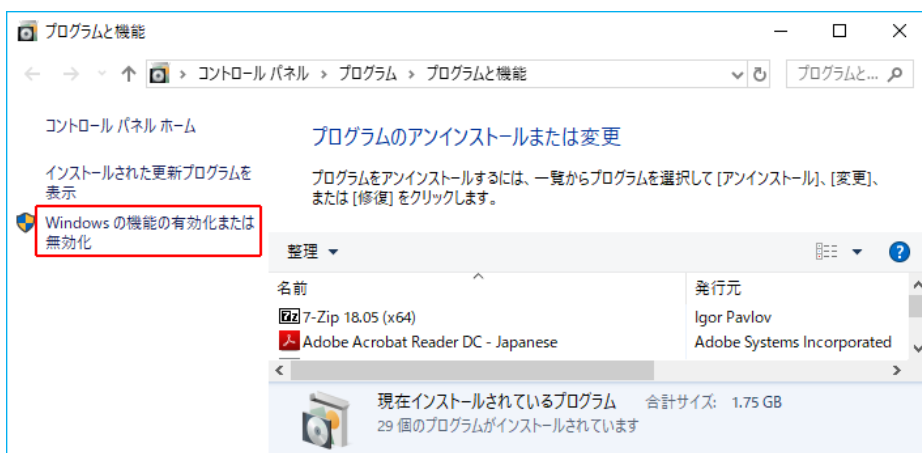 プログラムと機能
コントロール パネル › プログラム › プログラムと機能
プログラムと...
コントロール パネル ホーム
インストールされた更新プログラムを
表示
Windows の機能の有効化または
無効化
プログラムのアンインストールまたは変更
プログラムをアンインストールするには、一覧からプログラムを選択して [アンインストール]、[変更]、
または [修復] をクリックします。
整理
名前
発行元
7z 7-Zip 18.05 (x64)
Igor Pavlov
Adobe Acrobat Reader DC - Japanese
Adobe Systems Incorporated
現在インストールされているプログラム 合計サイズ: 1.75 GB
29 個のプログラムがインストールされています